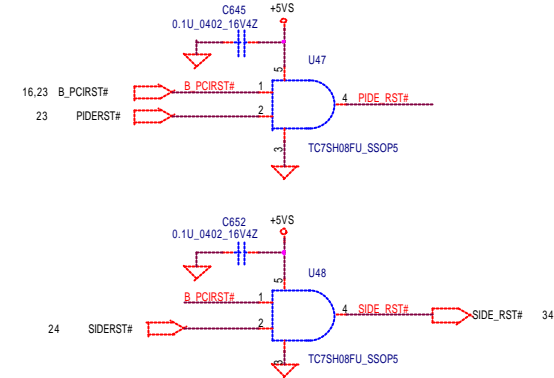 C645
+5VS
0.1U_0402_16V4Z
U47
5
16,23 B_PCIRST#
B_PCIRST#
1
4
PIDE_RST#
23 PIDERST#
2
3
TC7SH08FU_SSOP5
C652
+5VS
0.1U_0402_16V4Z
U48
5
B_PCIRST#
1
4
SIDE_RST#
SIDE_RST# 34
24 SIDERST#
2
3
TC7SH08FU_SSOP5